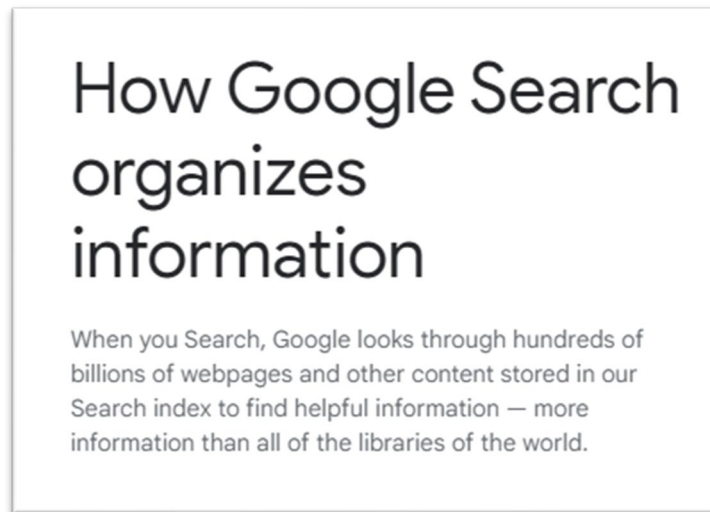 How Google Search
organizes
information
When you Search, Google looks through hundreds of
billions of webpages and other content stored in our
Search index to find helpful information — more
information than all of the libraries of the world.